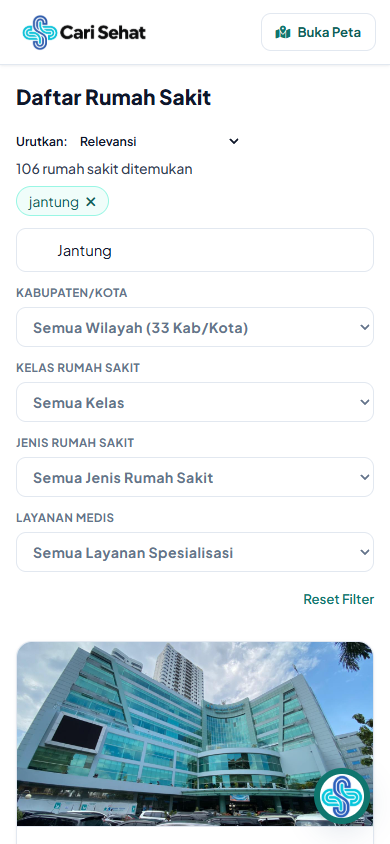 Cari Sehat
Buka Peta
Daftar Rumah Sakit
Urutkan: Relevansi
106 rumah sakit ditemukan
jantung ×
Jantung
KABUPATEN/KOTA
Semua Wilayah (33 Kab/Kota)
KELAS RUMAH SAKIT
Semua Kelas
JENIS RUMAH SAKIT
Semua Jenis Rumah Sakit
LAYANAN MEDIS
Semua Layanan Spesialisasi
Reset Filter